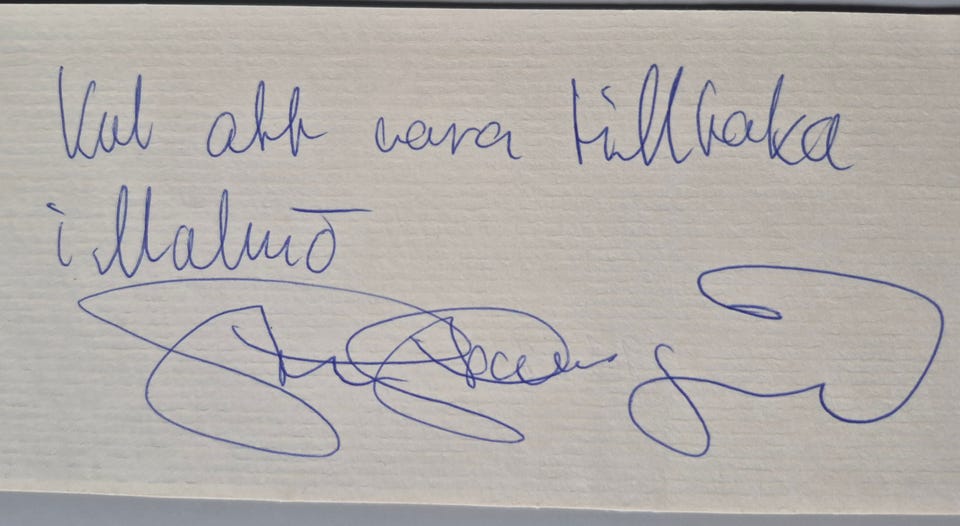 Kul att vara tillbaka
i Malmö